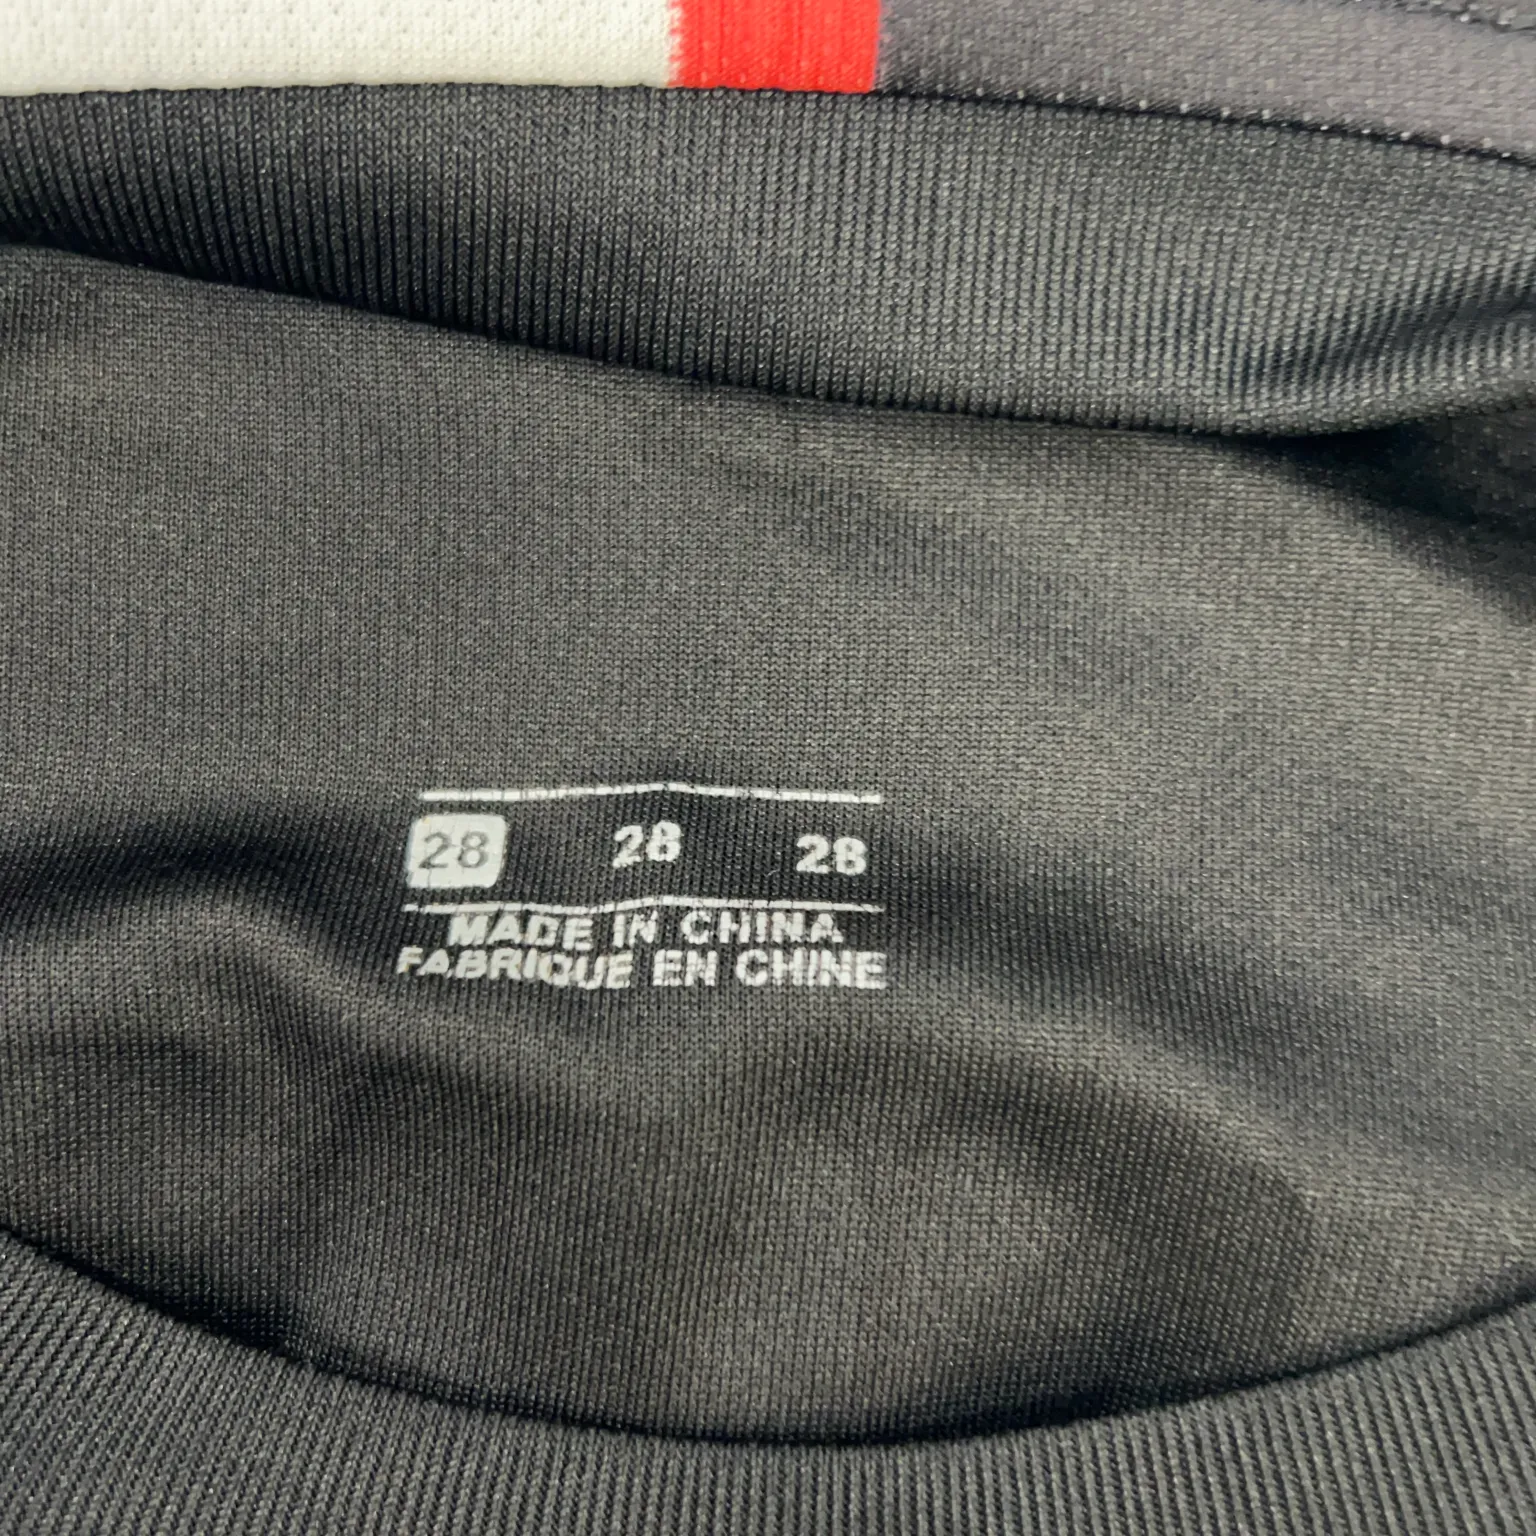 28 28 28
MADE IN CHINA
FABRIQUE EN CHINE